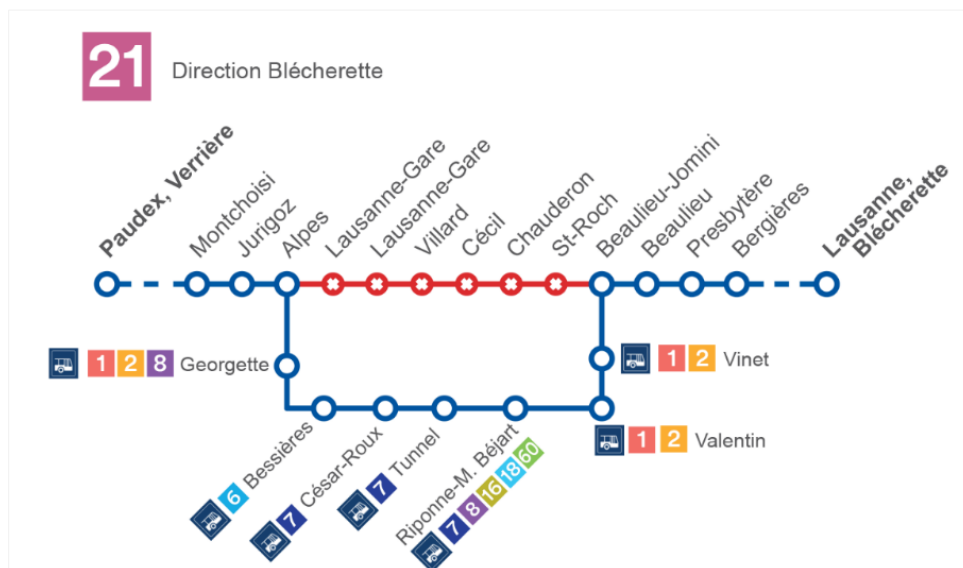 21 Direction Blécherette
Paudex, Verrière
Montchoisi
Jurigoz
Alpes
Lausanne-Gare
Lausanne-Gare
Villard
Cécil
Chauderon
St-Roch
Beaulieu-Jomini
Beaulieu
Presbytère
Bergières
Lausanne,
Blécherette
1 2 8 Georgette
1 2 Vinet
6 Bessières
7 César-Roux
7 Tunnel
Riponne-M. Béjart
7 8 16 18 60
1 2 Valentin